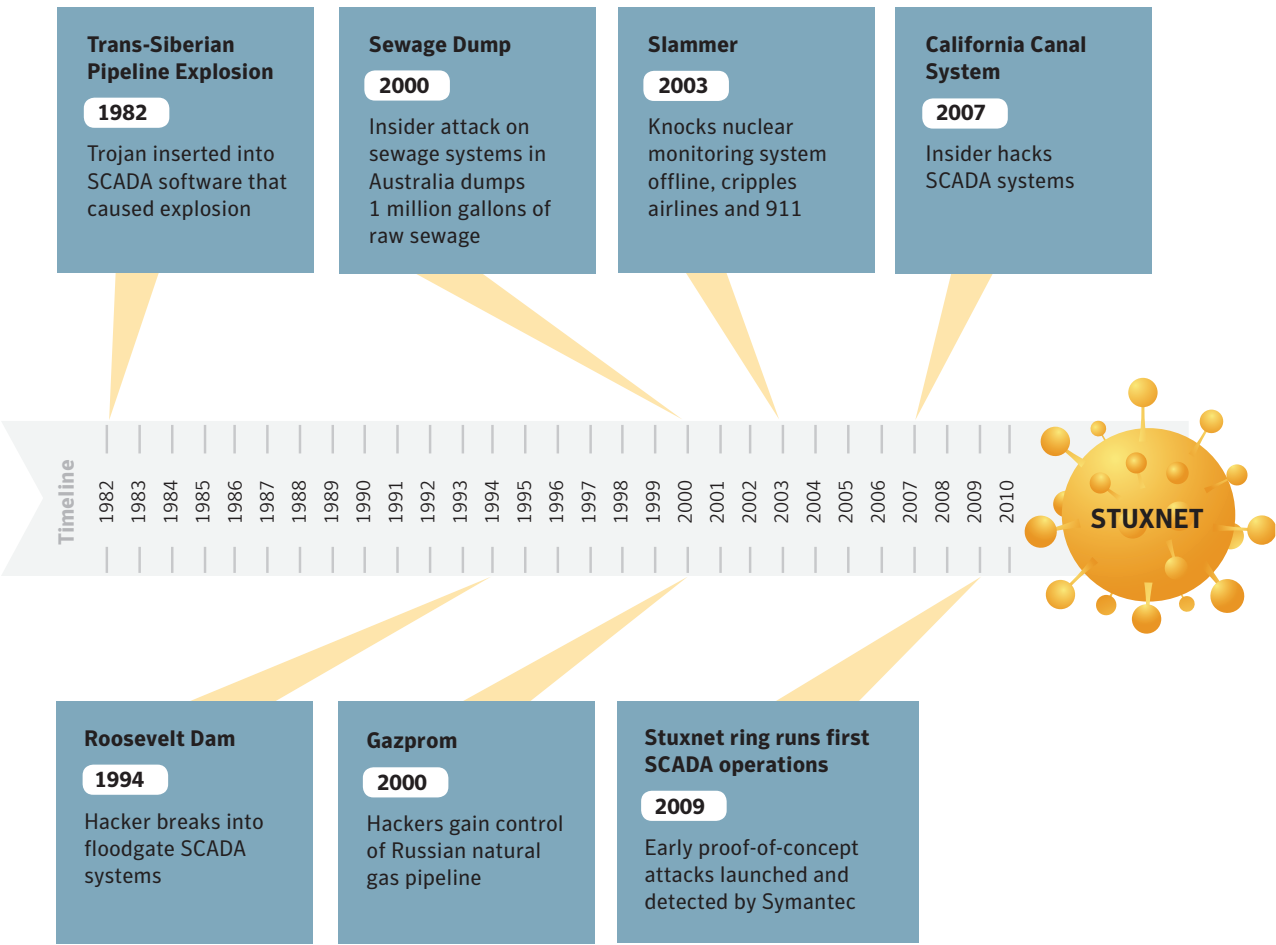 Trans-Siberian
Pipeline Explosion
1982
Trojan inserted into
SCADA software that
caused explosion
Sewage Dump
2000
Insider attack on
sewage systems in
Australia dumps
1 million gallons of
raw sewage
Slammer
2003
Knocks nuclear
monitoring system
offline, cripples
airlines and 911
California Canal
System
2007
Insider hacks
SCADA systems
Timeline
1982
1983
1984
1985
1986
1987
1988
1989
1990
1991
1992
1993
1994
1995
1996
1997
1998
1999
2000
2001
2002
2003
2004
2005
2006
2007
2008
2009
2010
STUXNET
Roosevelt Dam
1994
Hacker breaks into
floodgate SCADA
systems
Gazprom
2000
Hackers gain control
of Russian natural
gas pipeline
Stuxnet ring runs first
SCADA operations
2009
Early proof-of-concept
attacks launched and
detected by Symantec